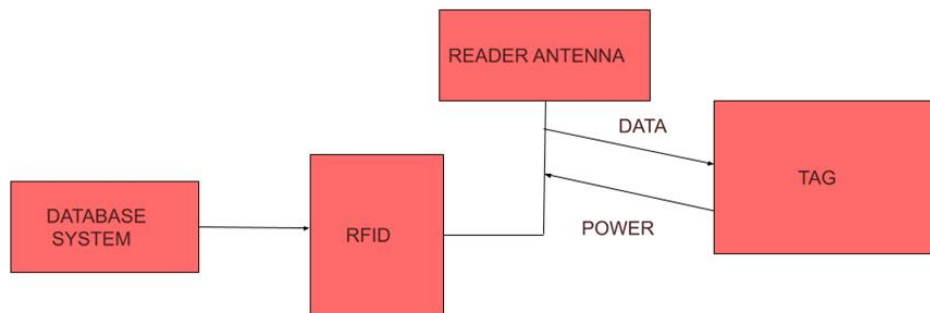 READER ANTENNA
DATA
TAG
DATABASE
SYSTEM
RFID
POWER